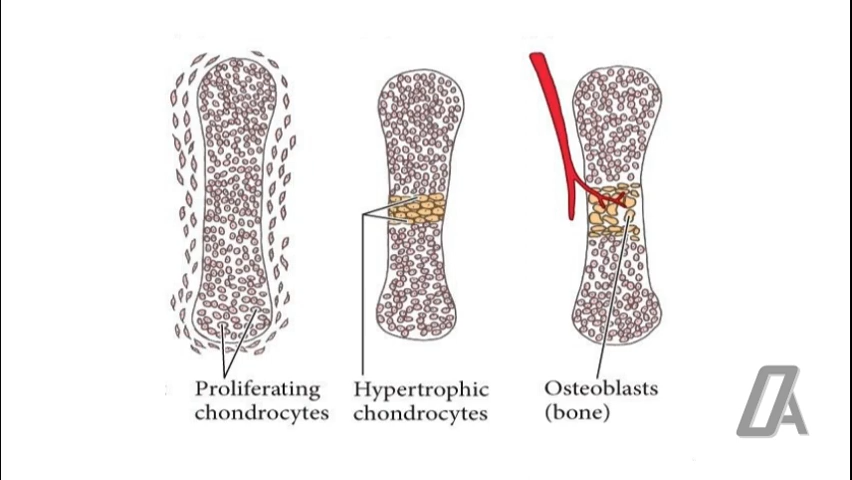 Proliferating
chondrocytes
Hypertrophic
chondrocytes
Osteoblasts
(bone)